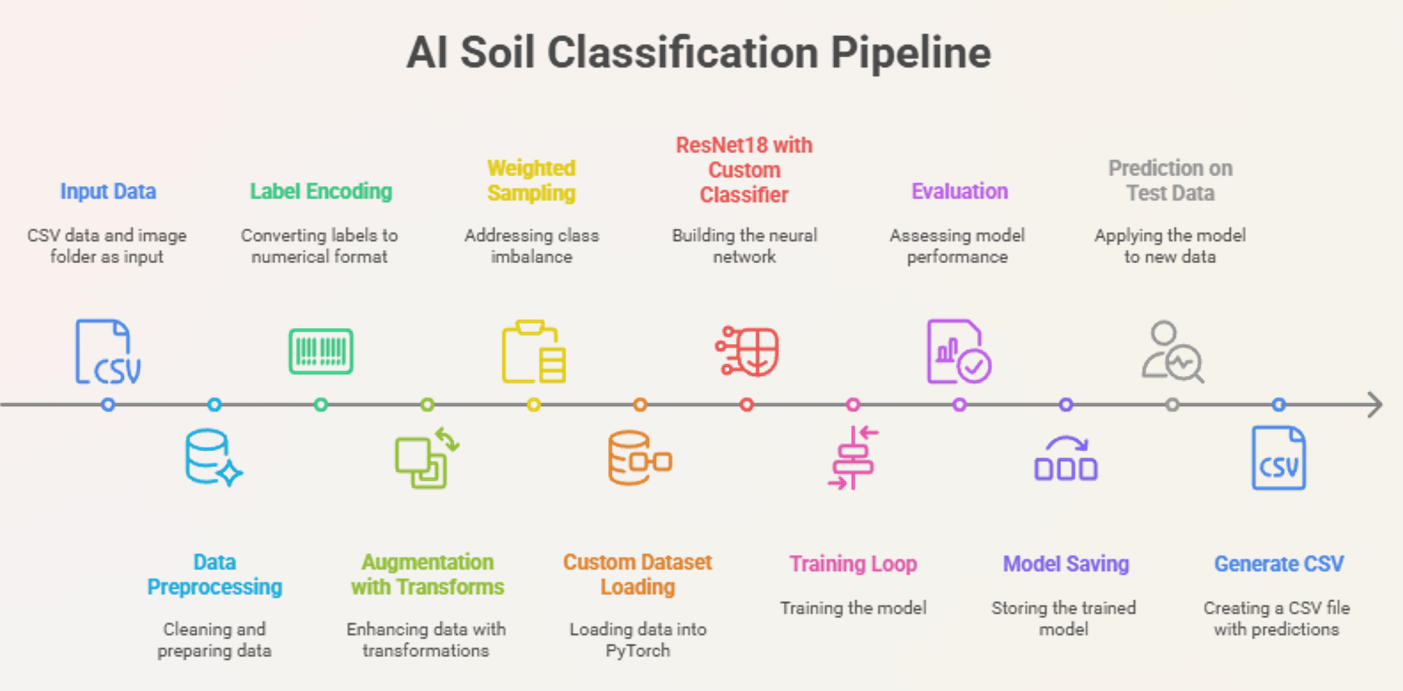 AI Soil Classification Pipeline
Input Data
CSV data and image
folder as input
Label Encoding
Converting labels to
numerical format
Weighted
Sampling
Addressing class
imbalance
ResNet18 with
Custom
Classifier
Building the neural
network
Evaluation
Assessing model
performance
Prediction on
Test Data
Applying the model
to new data
CSV
CSV
Data
Preprocessing
Cleaning and
preparing data
Augmentation
with Transforms
Enhancing data with
transformations
Custom Dataset
Loading
Loading data into
PyTorch
Training Loop
Training the model
Model Saving
Storing the trained
model
Generate CSV
Creating a CSV file
with predictions